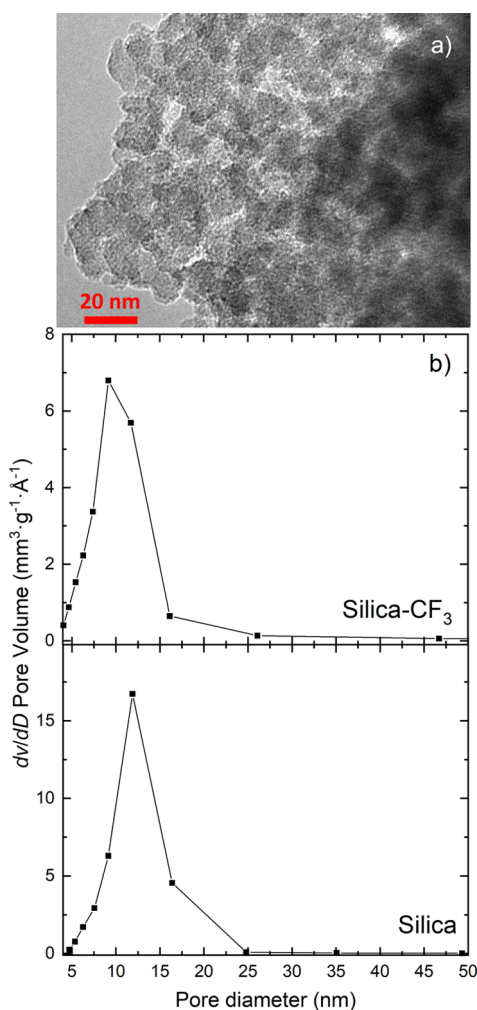 a)
20 nm
b)
8
6
4
2
0
Silica-CF₃
dv/dD Pore Volume (mm³·g⁻¹·Å⁻¹)
15
10
5
0
Silica
5 10 15 20 25 30 35 40 45 50
Pore diameter (nm)